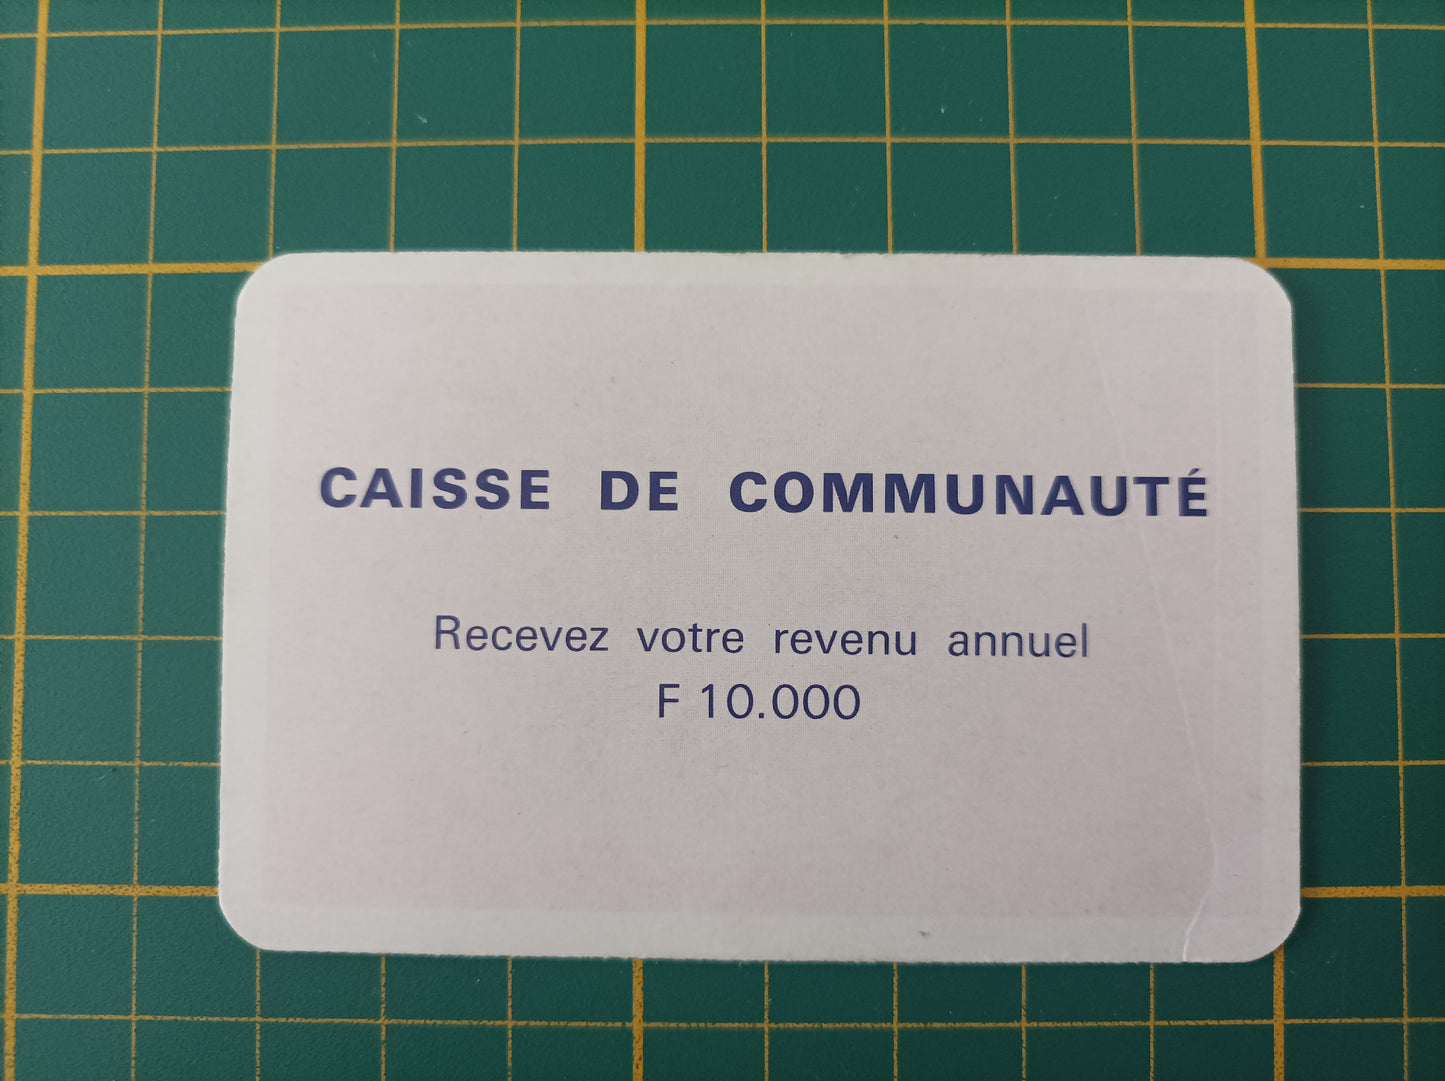 CAISSE DE COMMUNAUTÉ
Recevez votre revenu annuel
F 10.000